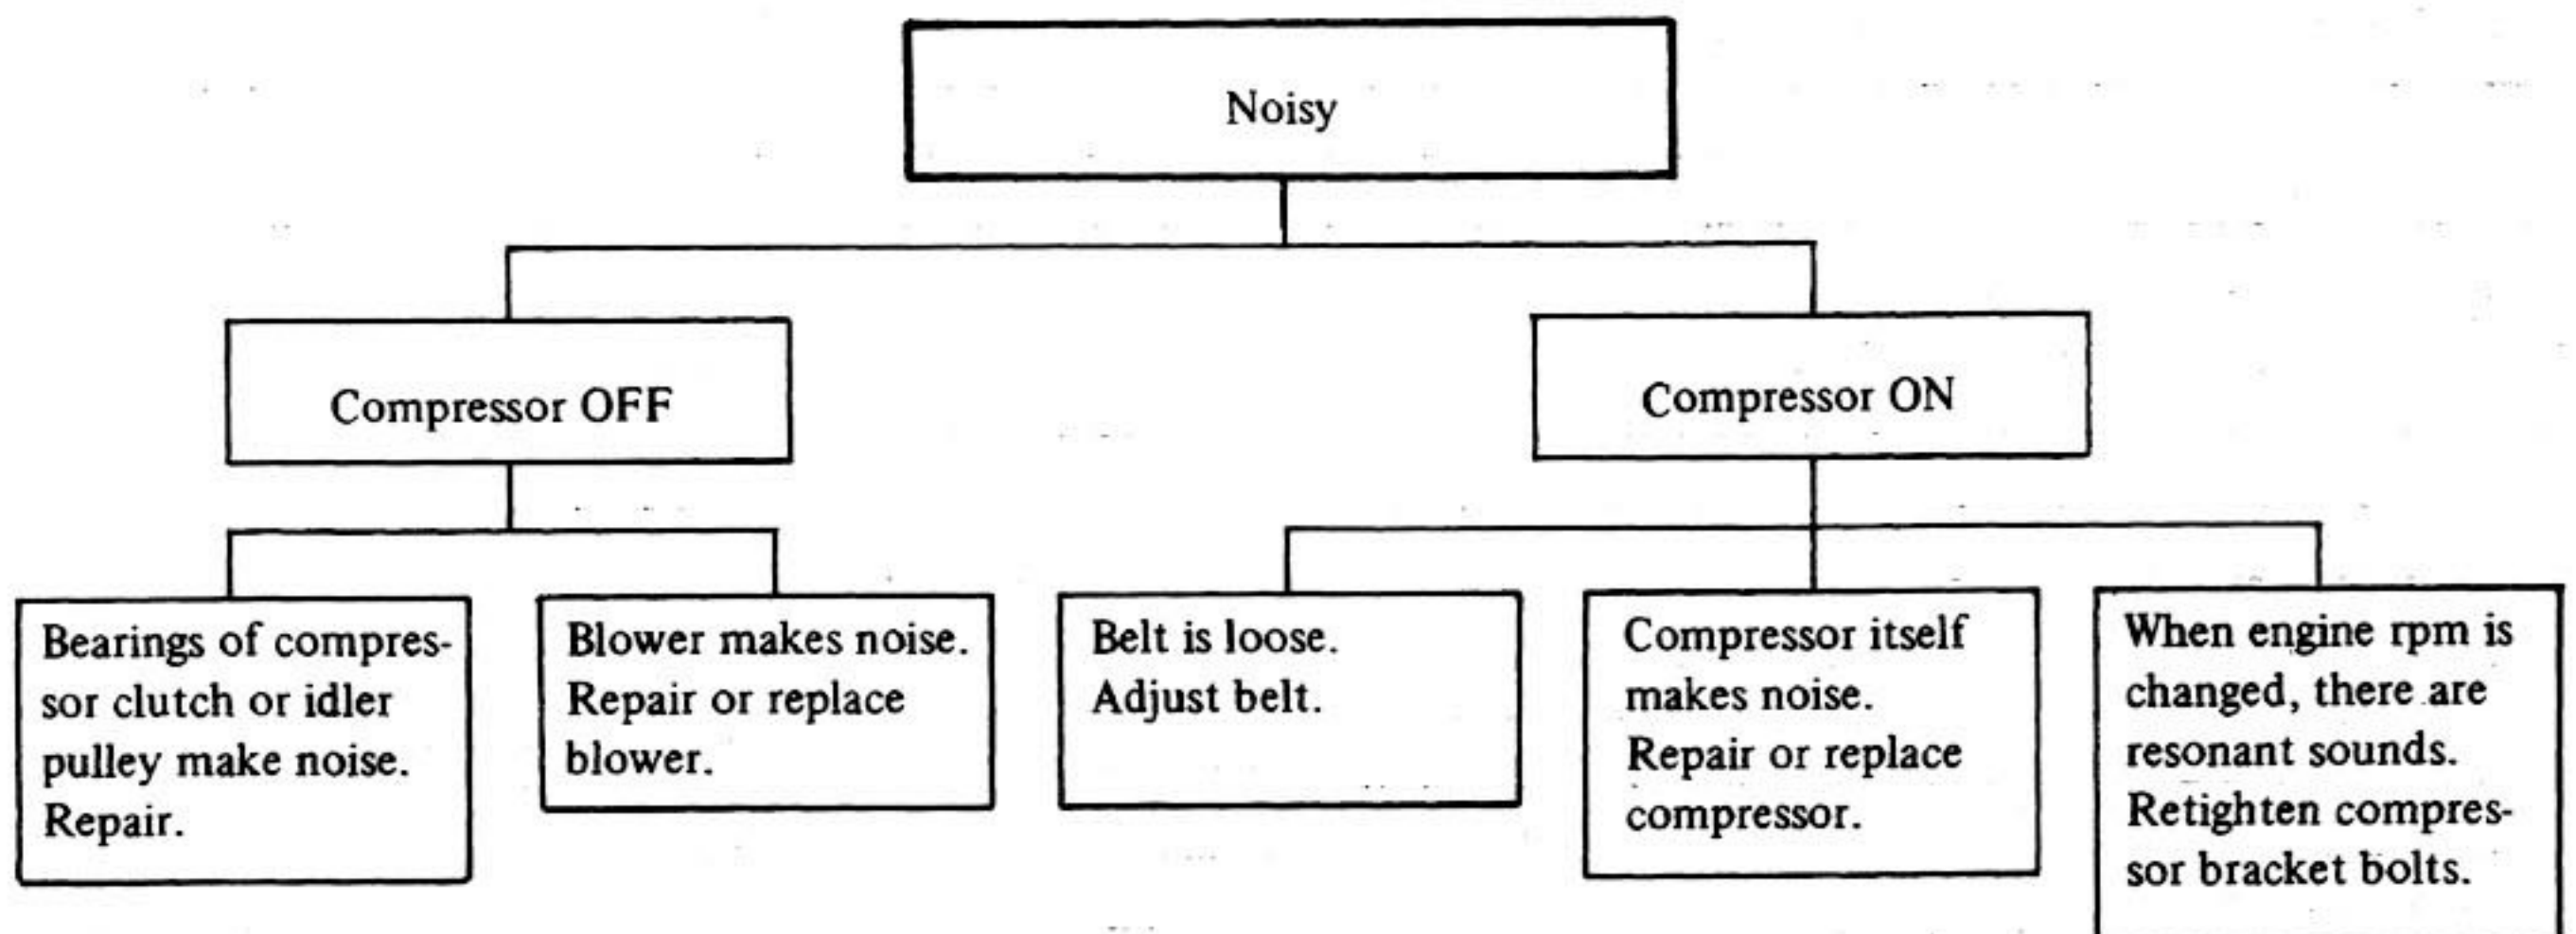 Noisy
Compressor OFF
Compressor ON
Bearings of compres-
sor clutch or idler
pulley make noise.
Repair.
Blower makes noise.
Repair or replace
blower.
Belt is loose.
Adjust belt.
Compressor itself
makes noise.
Repair or replace
compressor.
When engine rpm is
changed, there are
resonant sounds.
Retighten compres-
sor bracket bolts.